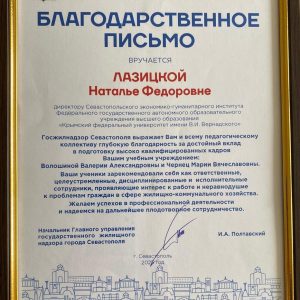 БЛАГОДАРСТВЕННОЕ
ПИСЬМО
ВРУЧАЕТСЯ
ЛАЗИЦКОЙ
Наталье Федоровне
директору Севастопольского экономико-гуманитарного института
Федерального государственного автономного образовательного
учреждения высшего образования
«Крымский федеральный университет имени В.И. Вернадского»
Госжилнадзор Севастополя выражает Вам и всему педагогическому
коллективу глубокую благодарность за достойный вклад
в подготовку высоко квалифицированных кадров
Вашим учебным учреждением:
Волошиной Валерии Александровны и Чернец Марии Вячеславовны.
Ваши ученики зарекомендовали себя как ответственные,
целеустремленные, дисциплинированные и исполнительные
сотрудники, проявляющие интерес к работе и неравнодушие
к проблемам граждан в сфере жилищно-коммунального хозяйства.
Желаем успехов в профессиональной деятельности
и надеемся на дальнейшее плодотворное сотрудничество.
Начальник Главного управления
государственного жилищного
надзора города Севастополя
И.А. Полтавский
г. Севастополь